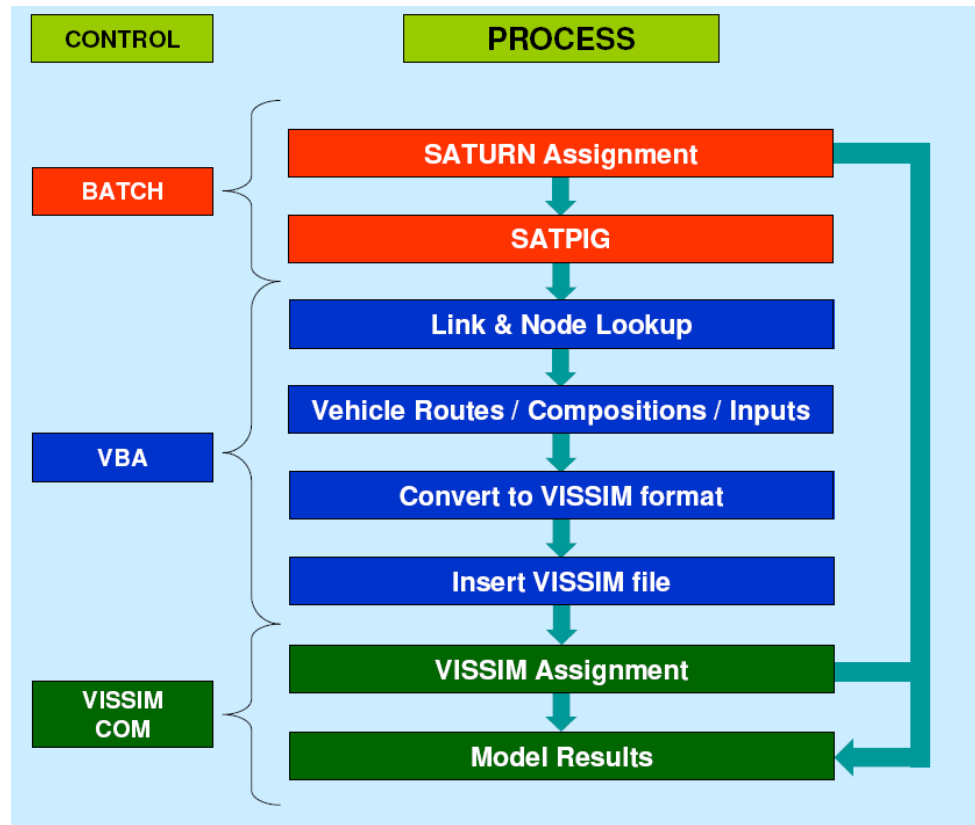 CONTROL
PROCESS
SATURN Assignment
BATCH
SATPIG
Link & Node Lookup
Vehicle Routes / Compositions / Inputs
VBA
Convert to VISSIM format
Insert VISSIM file
VISSIM Assignment
VISSIM
COM
Model Results